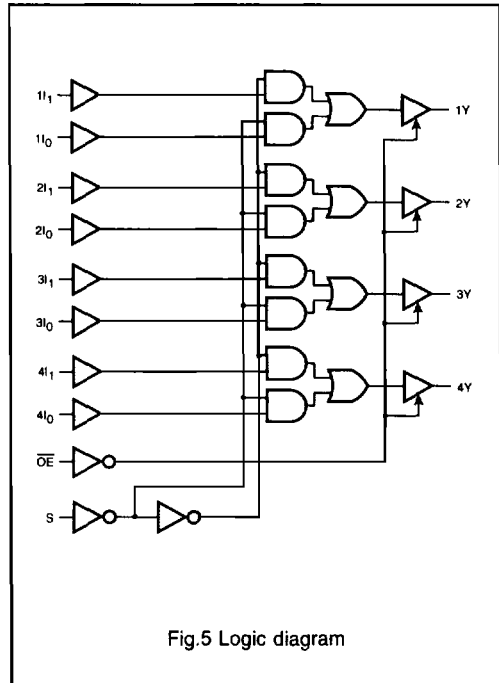 1I₁
1I₀
1Y
2I₁
2I₀
2Y
3I₁
3I₀
3Y
4I₁
4I₀
4Y
OE
S
Fig.5 Logic diagram